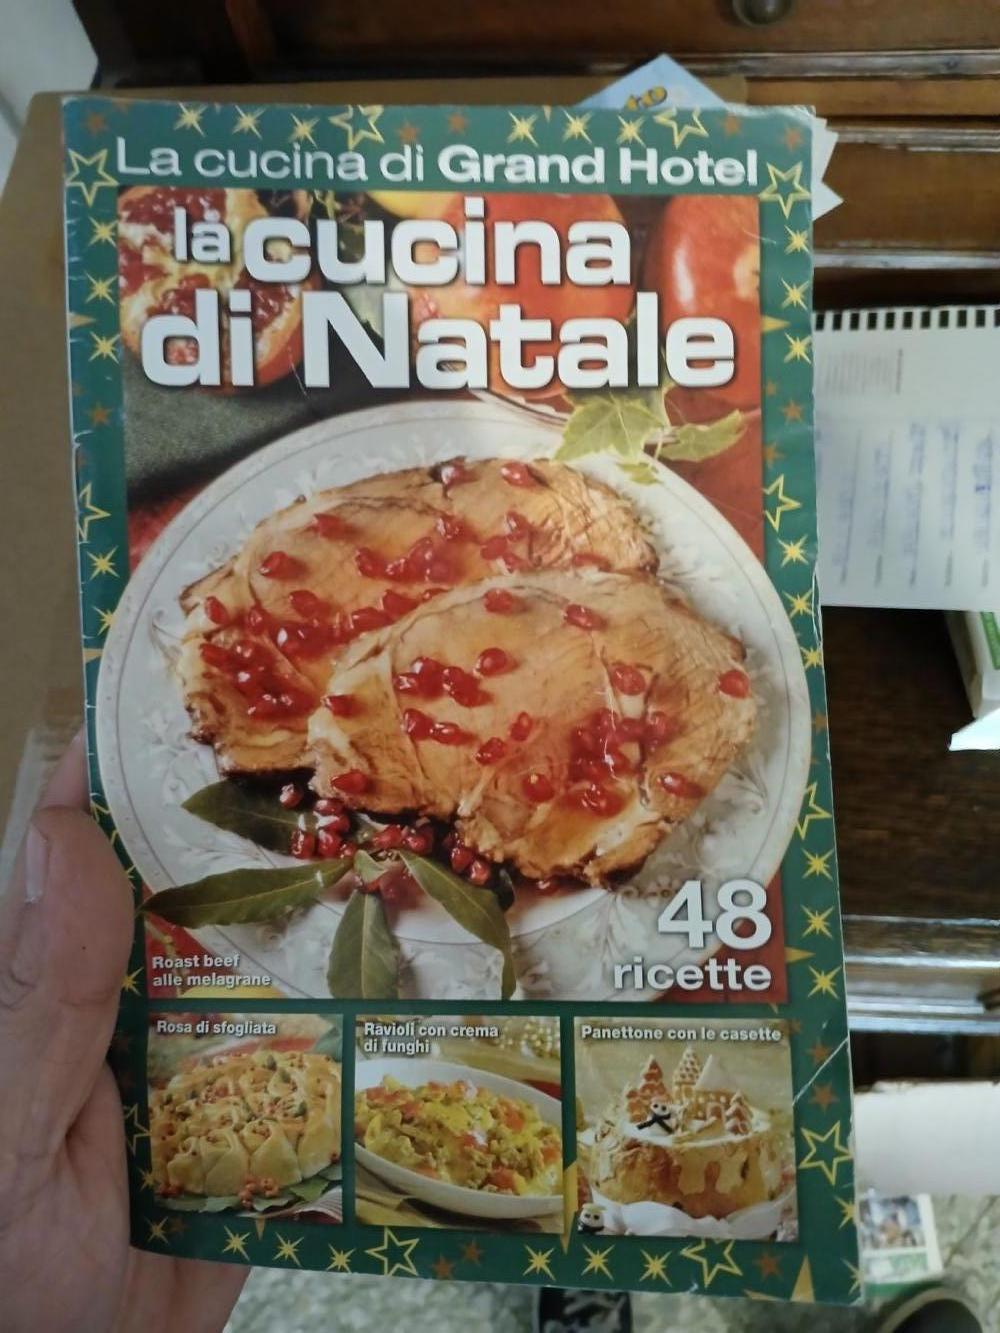 La cucina di Grand Hotel
la cucina
di Natale
48
ricette
Roast beef
alle melagrane
Rosa di sfogliata
Ravioli con crema
di funghi
Panettone con le casette